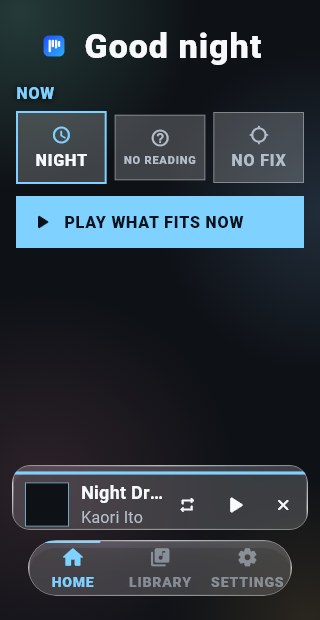 Good night
NOW
NIGHT
NO READING
NO FIX
PLAY WHAT FITS NOW
Night Dr...
Kaori Ito
HOME
LIBRARY
SETTINGS